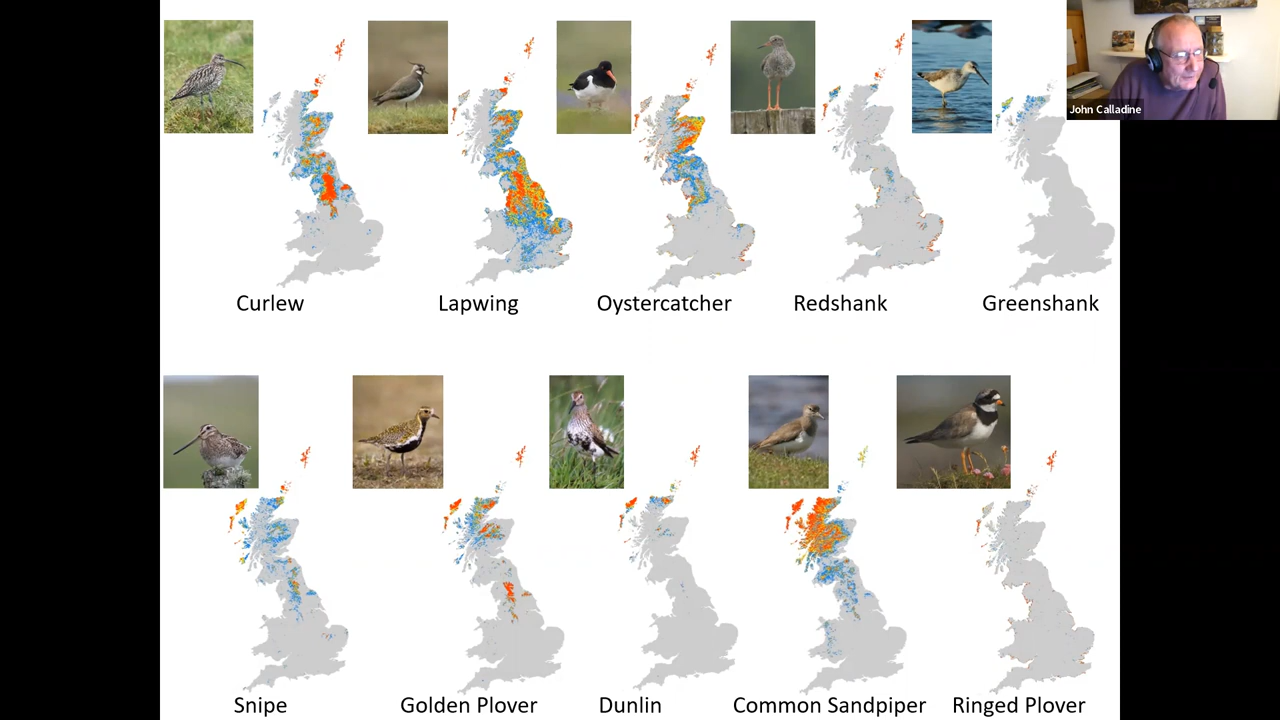 John Calladine
Curlew
Lapwing
Oystercatcher
Redshank
Greenshank
Snipe
Golden Plover
Dunlin
Common Sandpiper
Ringed Plover